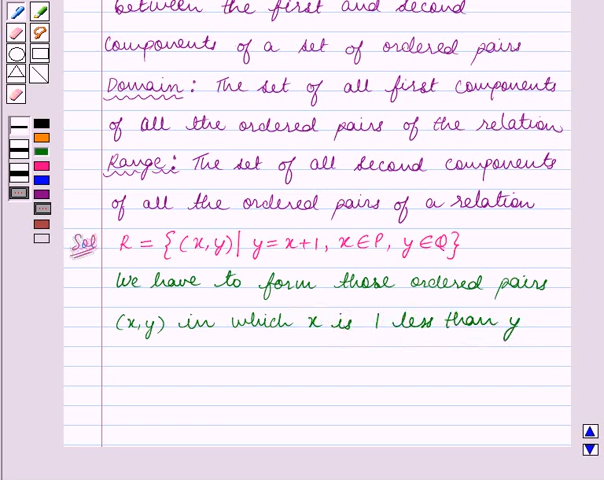 between the first and second
components of a set of ordered pairs
Domain: The set of all first components
of all the ordered pairs of the relation
Range: The set of all second components
of all the ordered pairs of a relation
Sol R = {(x,y)| y=x+1, x∈P, y∈Q}
We have to form those ordered pairs
(x,y) in which x is 1 less than y